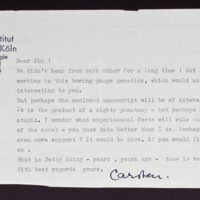 stitut
Köln
gie
Dear Jim !
We didn't hear from each other for a long time ! But
working in this boring phage genetics, which would no
interesting to you.
But perhaps the enclosed manuscript will be of interes
It is the product of a nighty phantasy - but perhaps
stupid. I wonder what experimental facts will rule ou
of the model - you know data better than I do. Perhap
even more support ? It would be nice, if you would fi
me .
What is Betty doing - years , years ago - time is to
With best regards yours,
Carsten.